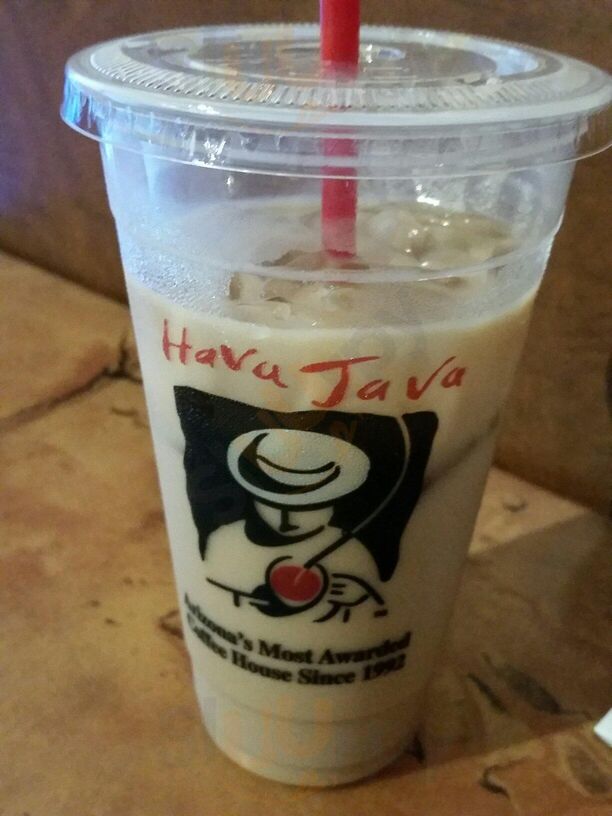 Hava Java
Arizona's Most Awarded
Coffee House Since 1992